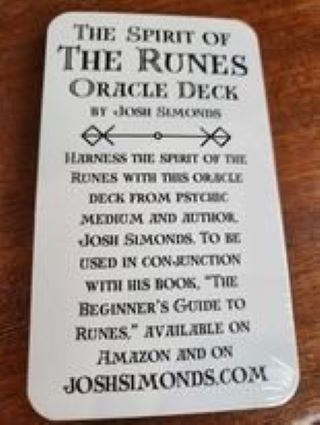 The Spirit of
The Runes
Oracle Deck
by Josh Simonds
Harness the spirit of the
Runes with this oracle
deck from psychic
medium and author,
Josh Simonds. To be
used in conjunction
with his book, "The
Beginner's Guide to
Runes," available on
Amazon and on
joshsimonds.com